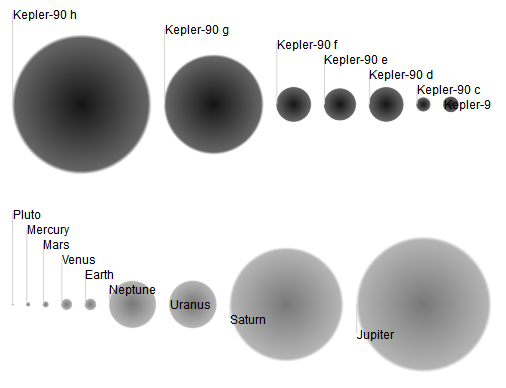 Kepler-90 h
Kepler-90 g
Kepler-90 f
Kepler-90 e
Kepler-90 d
Kepler-90 c
Kepler-9
Pluto
Mercury
Mars
Venus
Earth
Neptune
Uranus
Saturn
Jupiter